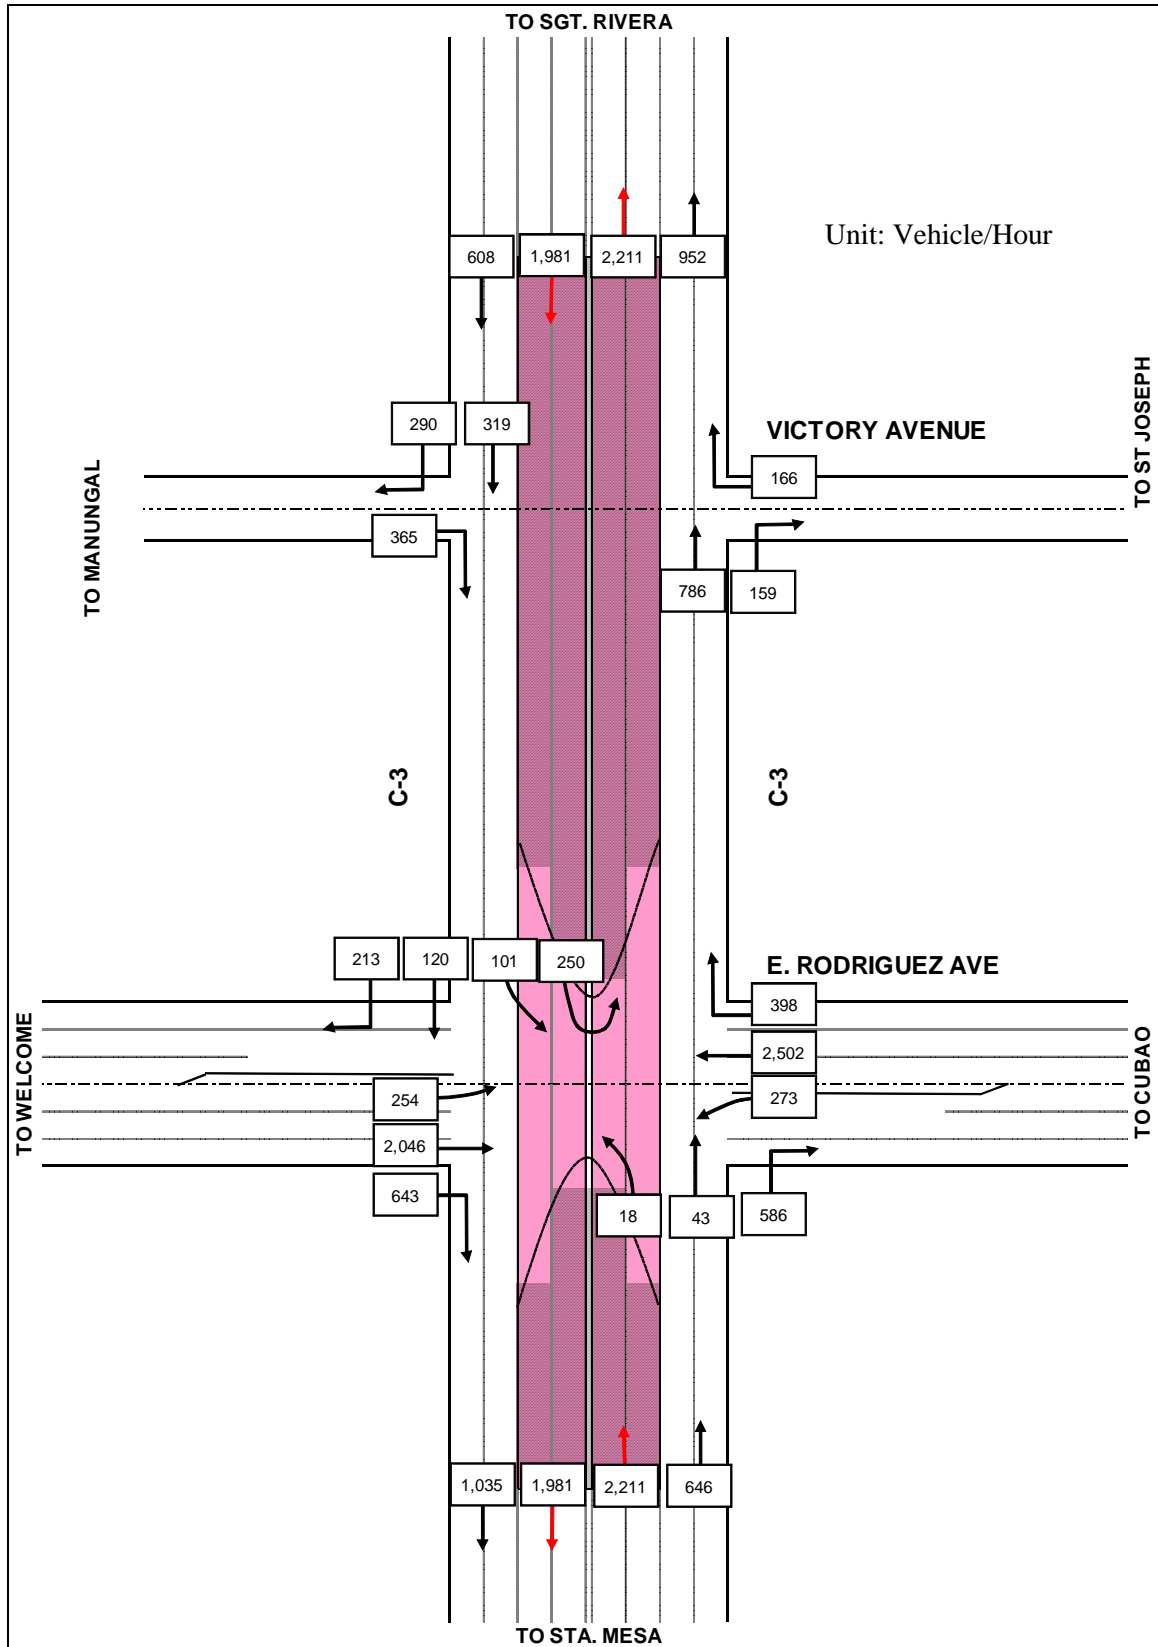 TO SGT. RIVERA
Unit: Vehicle/Hour
608 1,981 2,211 952
290 319
VICTORY AVENUE
TO ST JOSEPH
166
TO MANUNGAL
365
786 159
C-3
C-3
213 120 101 250
E. RODRIGUEZ AVE
398
2,502
273
TO WELCOME
TO CUBAO
254
2,046
643
18 43 586
1,035 1,981 2,211 646
TO STA. MESA